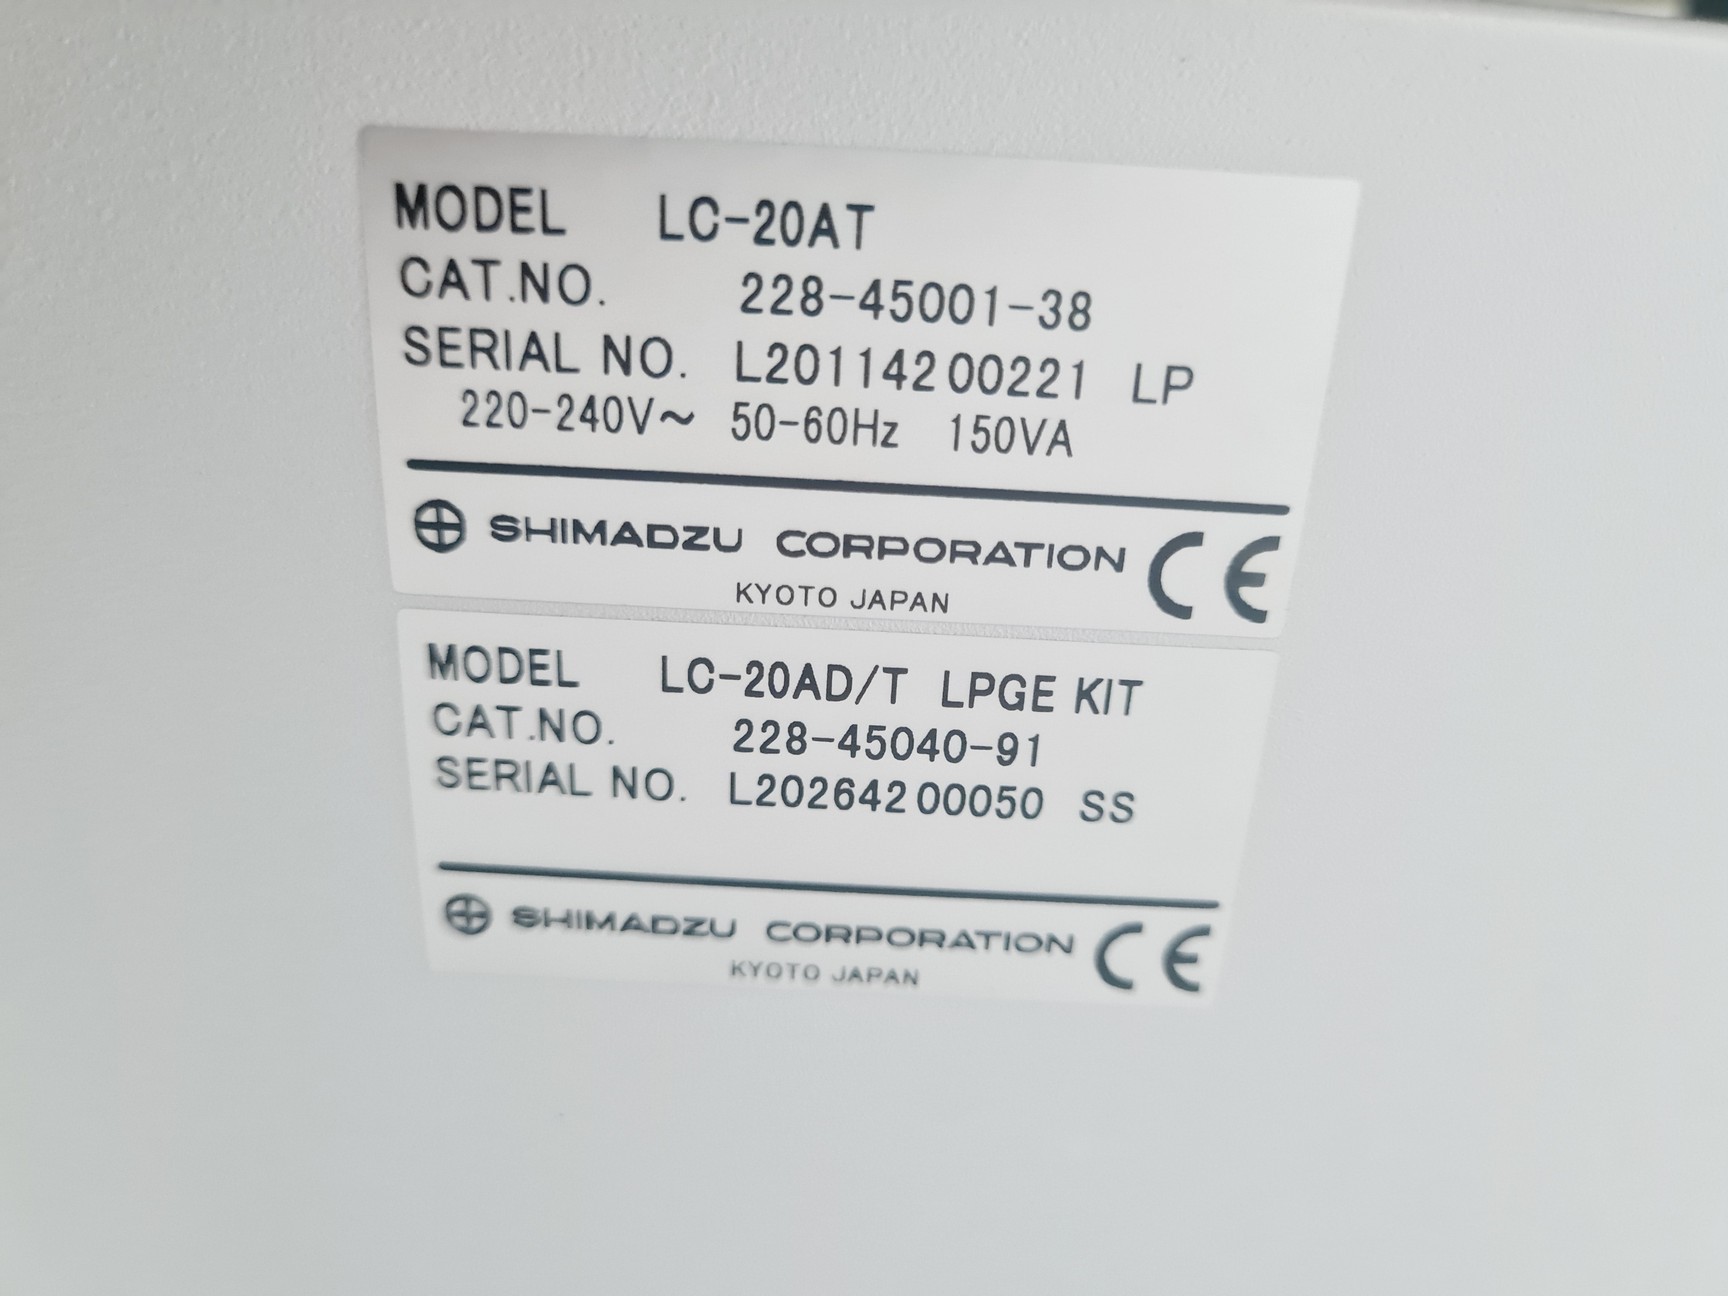 MODEL LC-20AT
CAT.NO. 228-45001-38
SERIAL NO. L20114200221 LP
220-240V~ 50-60Hz 150VA
SHIMADZU CORPORATION CE
KYOTO JAPAN
MODEL LC-20AD/T LPGE KIT
CAT.NO. 228-45040-91
SERIAL NO. L20264200050 SS
SHIMADZU CORPORATION CE
KYOTO JAPAN